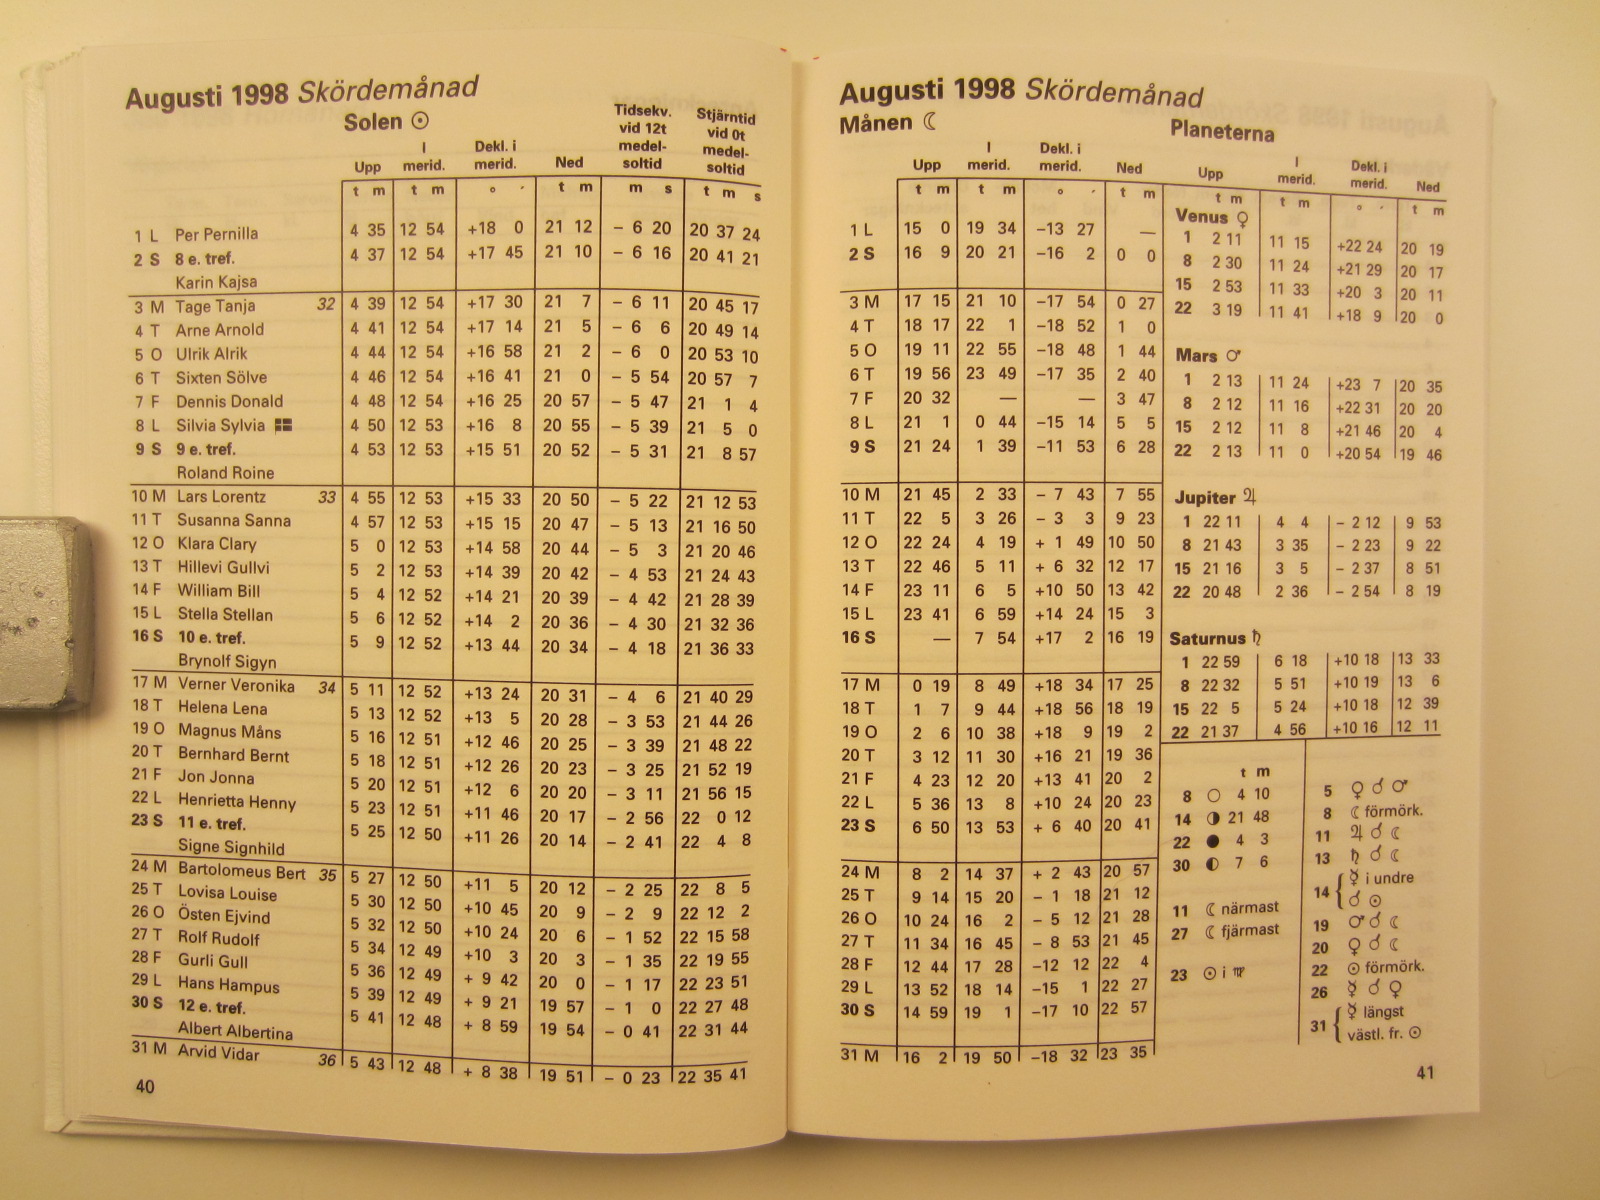 Augusti 1998 Skördemånad
Solen ☉
Upp
I merid.
Dekl. i merid.
Ned
Tidsekv. vid 12t medel-soltid
Stjärntid vid 0t medel-soltid
t m t m ° ′ t m m s t m s
1 L Per Pernilla 4 35 12 54 +18 0 21 12 – 6 20 20 37 24
2 S 8 e. tref. 4 37 12 54 +17 45 21 10 – 6 16 20 41 21
Karin Kajsa
3 M Tage Tanja 32 4 39 12 54 +17 30 21 7 – 6 11 20 45 17
4 T Arne Arnold 4 41 12 54 +17 14 21 5 – 6 6 20 49 14
5 O Ulrik Alrik 4 44 12 54 +16 58 21 2 – 6 0 20 53 10
6 T Sixten Sölve 4 46 12 54 +16 41 21 0 – 5 54 20 57 7
7 F Dennis Donald 4 48 12 54 +16 25 20 57 – 5 47 21 1 4
8 L Silvia Sylvia 4 50 12 53 +16 8 20 55 – 5 39 21 5 0
9 S 9 e. tref. 4 53 12 53 +15 51 20 52 – 5 31 21 8 57
Roland Roine
10 M Lars Lorentz 33 4 55 12 53 +15 33 20 50 – 5 22 21 12 53
11 T Susanna Sanna 4 57 12 53 +15 15 20 47 – 5 13 21 16 50
12 O Klara Clary 5 0 12 53 +14 58 20 44 – 5 3 21 20 46
13 T Hillevi Gullvi 5 2 12 53 +14 39 20 42 – 4 53 21 24 43
14 F William Bill 5 4 12 52 +14 21 20 39 – 4 42 21 28 39
15 L Stella Stellan 5 6 12 52 +14 2 20 36 – 4 30 21 32 36
16 S 10 e. tref. 5 9 12 52 +13 44 20 34 – 4 18 21 36 33
Brynolf Sigyn
17 M Verner Veronika 34 5 11 12 52 +13 24 20 31 – 4 6 21 40 29
18 T Helena Lena 5 13 12 52 +13 5 20 28 – 3 53 21 44 26
19 O Magnus Måns 5 16 12 51 +12 46 20 25 – 3 39 21 48 22
20 T Bernhard Bernt 5 18 12 51 +12 26 20 23 – 3 25 21 52 19
21 F Jon Jonna 5 20 12 51 +12 6 20 20 – 3 11 21 56 15
22 L Henrietta Henny 5 23 12 51 +11 46 20 17 – 2 56 22 0 12
23 S 11 e. tref. 5 25 12 50 +11 26 20 14 – 2 41 22 4 8
Signe Signhild
24 M Bartolomeus Bert 35 5 27 12 50 +11 5 20 12 – 2 25 22 8 5
25 T Lovisa Louise 5 30 12 50 +10 45 20 9 – 2 9 22 12 2
26 O Östen Ejvind 5 32 12 50 +10 24 20 6 – 1 52 22 15 58
27 T Rolf Rudolf 5 34 12 49 +10 3 20 3 – 1 35 22 19 55
28 F Gurli Gull 5 36 12 49 + 9 42 20 0 – 1 17 22 23 51
29 L Hans Hampus 5 39 12 49 + 9 21 19 57 – 1 0 22 27 48
30 S 12 e. tref. 5 41 12 48 + 8 59 19 54 – 0 41 22 31 44
Albert Albertina
31 M Arvid Vidar 36 5 43 12 48 + 8 38 19 51 – 0 23 22 35 41
40
Augusti 1998 Skördemånad
Månen ☾
Upp
I merid.
Dekl. i merid.
Ned
t m t m ° ′ t m
1 L 15 0 19 34 –13 27 —
2 S 16 9 20 21 –16 2 0 0
3 M 17 15 21 10 –17 54 0 27
4 T 18 17 22 1 –18 52 1 0
5 O 19 11 22 55 –18 48 1 44
6 T 19 56 23 49 –17 35 2 40
7 F 20 32 — — 3 47
8 L 21 1 0 44 –15 14 5 5
9 S 21 24 1 39 –11 53 6 28
10 M 21 45 2 33 – 7 43 7 55
11 T 22 5 3 26 – 3 3 9 23
12 O 22 24 4 19 + 1 49 10 50
13 T 22 46 5 11 + 6 32 12 17
14 F 23 11 6 5 +10 50 13 42
15 L 23 41 6 59 +14 24 15 3
16 S — 7 54 +17 2 16 19
17 M 0 19 8 49 +18 34 17 25
18 T 1 7 9 44 +18 56 18 19
19 O 2 6 10 38 +18 9 19 2
20 T 3 12 11 30 +16 21 19 36
21 F 4 23 12 20 +13 41 20 2
22 L 5 36 13 8 +10 24 20 23
23 S 6 50 13 53 + 6 40 20 41
24 M 8 2 14 37 + 2 43 20 57
25 T 9 14 15 20 – 1 18 21 12
26 O 10 24 16 2 – 5 12 21 28
27 T 11 34 16 45 – 8 53 21 45
28 F 12 44 17 28 –12 12 22 4
29 L 13 52 18 14 –15 1 22 27
30 S 14 59 19 1 –17 10 22 57
31 M 16 2 19 50 –18 32 23 35
Planeterna
Upp
I merid.
Dekl. i merid.
Ned
t m t m ° ′ t m
Venus ♀
1 2 11 11 15 +22 24 20 19
8 2 30 11 24 +21 29 20 17
15 2 53 11 33 +20 3 20 11
22 3 19 11 41 +18 9 20 0
Mars ♂
1 2 13 11 24 +23 7 20 35
8 2 12 11 16 +22 31 20 20
15 2 12 11 8 +21 46 20 4
22 2 13 11 0 +20 54 19 46
Jupiter ♃
1 22 11 4 4 – 2 12 9 53
8 21 43 3 35 – 2 23 9 22
15 21 16 3 5 – 2 37 8 51
22 20 48 2 36 – 2 54 8 19
Saturnus ♄
1 22 59 6 18 +10 18 13 33
8 22 32 5 51 +10 19 13 6
15 22 5 5 24 +10 18 12 39
22 21 37 4 56 +10 16 12 11
t m
8 ○ 4 10
14 ◑ 21 48
22 ● 4 3
30 ◐ 7 6
11 ☾ närmast
27 ☾ fjärmast
23 ☉ i ♍
5 ♀ ☌ ♂
8 ☾ förmörk.
11 ♃ ☌ ☾
13 ♄ ☌ ☾
14 { ☿ i undre
☌ ☉
19 ♂ ☌ ☾
20 ♀ ☌ ☾
22 ☉ förmörk.
26 ☿ ☌ ♀
31 { ☿ längst
västl. fr. ☉
41